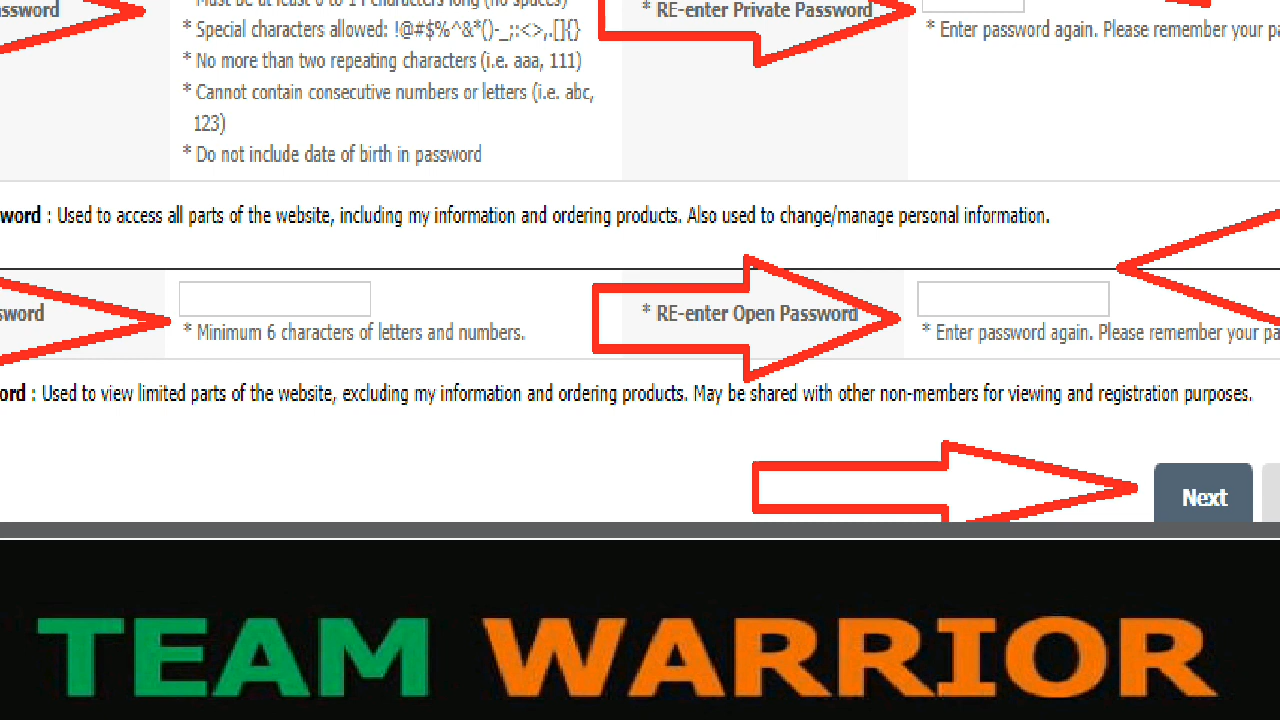 assword
Must be at least 6 to 14 characters long (no spaces)
* RE-enter Private Password
* Special characters allowed: !@#$%^&*()-_;:<>,.[]{}
* Enter password again. Please remember your pa
* No more than two repeating characters (i.e. aaa, 111)
* Cannot contain consecutive numbers or letters (i.e. abc,
123)
* Do not include date of birth in password
word : Used to access all parts of the website, including my information and ordering products. Also used to change/manage personal information.
sword
* RE-enter Open Password
* Minimum 6 characters of letters and numbers.
* Enter password again. Please remember your pa
ord : Used to view limited parts of the website, excluding my information and ordering products. May be shared with other non-members for viewing and registration purposes.
Next
TEAM WARRIOR